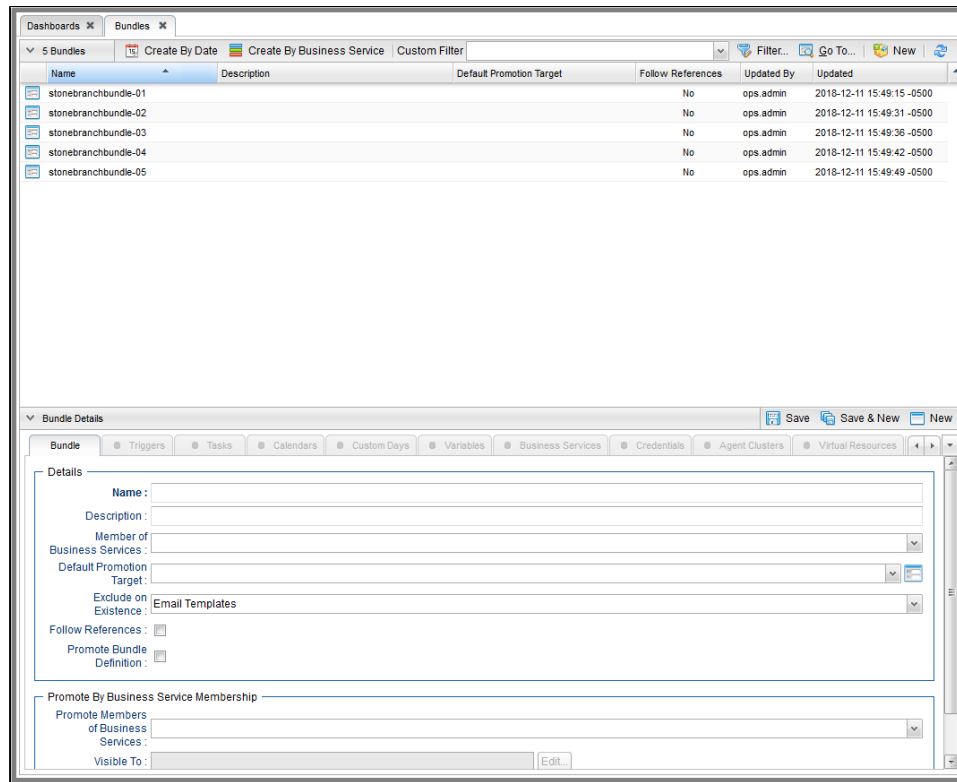 Dashboards Bundles
5 Bundles 15 Create By Date Create By Business Service Custom Filter Filter... Go To... New
Name Description Default Promotion Target Follow References Updated By Updated
stonebranchbundle-01 No ops.admin 2018-12-11 15:49:15 -0500
stonebranchbundle-02 No ops.admin 2018-12-11 15:49:31 -0500
stonebranchbundle-03 No ops.admin 2018-12-11 15:49:36 -0500
stonebranchbundle-04 No ops.admin 2018-12-11 15:49:42 -0500
stonebranchbundle-05 No ops.admin 2018-12-11 15:49:49 -0500
Bundle Details Save Save & New New
Bundle Triggers Tasks Calendars Custom Days Variables Business Services Credentials Agent Clusters Virtual Resources
Details
Name :
Description :
Member of
Business Services :
Default Promotion
Target :
Exclude on
Existence : Email Templates
Follow References :
Promote Bundle
Definition :
Promote By Business Service Membership
Promote Members
of Business
Services :
Visible To : Edit...